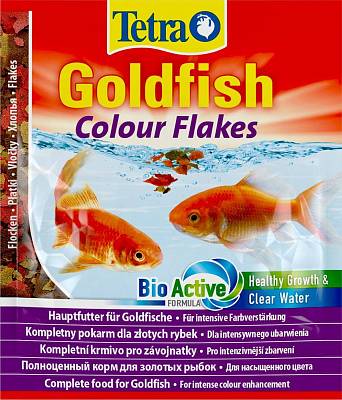 Tetra
Goldfish
Colour Flakes
Flocken • Płatki • Vločky • Хлопья • Flakes
BioActive
FORMULA
Healthy Growth &
Clear Water
Hauptfutter für Goldfische • Für intensive Farbverstärkung
Kompletny pokarm dla złotych rybek • Dla intensywnego ubarwienia
Kompletní krmivo pro závojnatky • Pro intenzivnější zbarvení
Полноценный корм для золотых рыбок • Для насыщенного цвета
Complete food for Goldfish • For intense colour enhancement